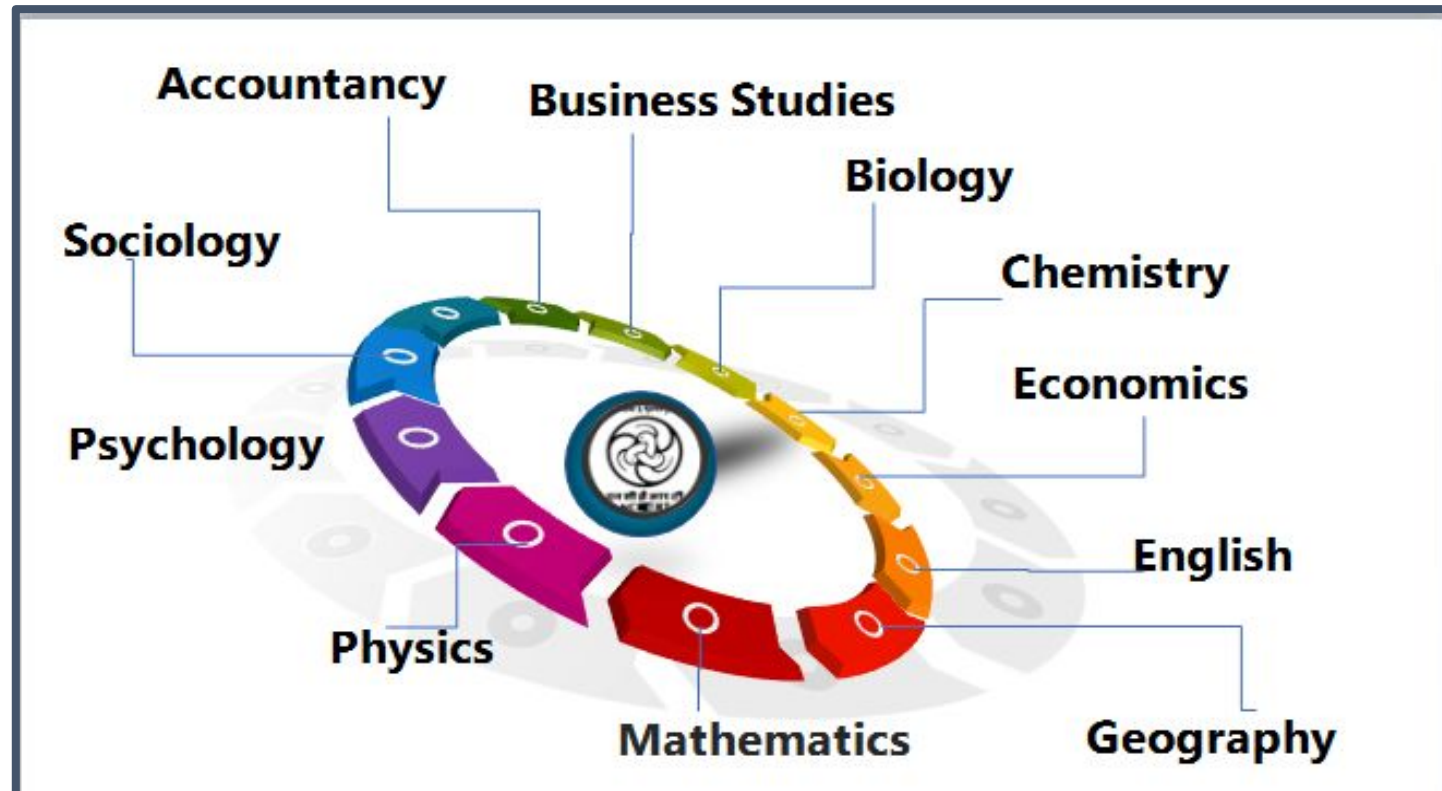 Accountancy
Business Studies
Biology
Sociology
Chemistry
Economics
Psychology
English
Physics
Mathematics
Geography